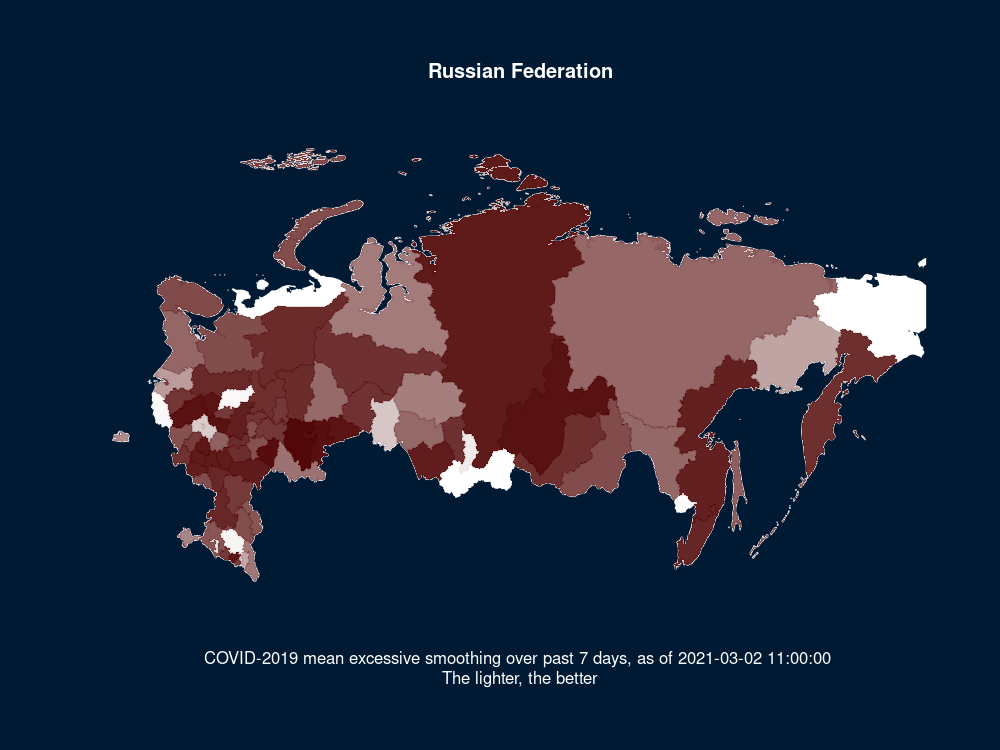 Russian Federation
COVID-2019 mean excessive smoothing over past 7 days, as of 2021-03-02 11:00:00
The lighter, the better